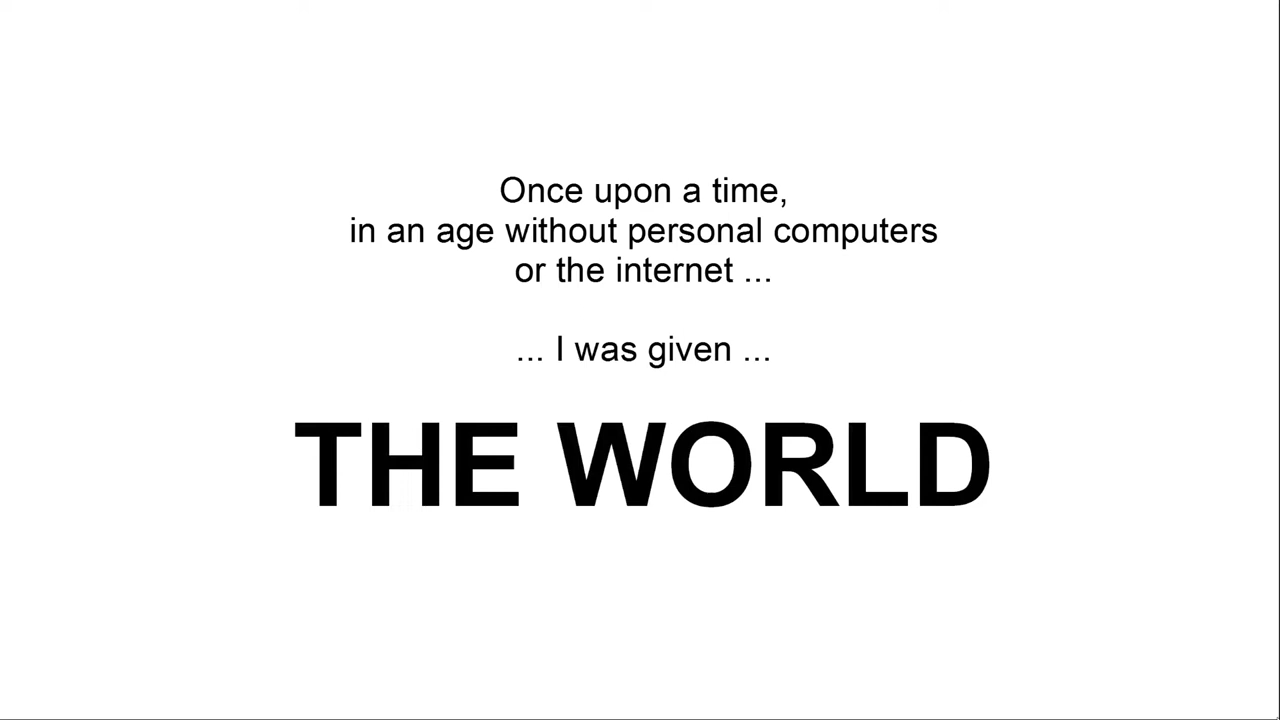 Once upon a time,
in an age without personal computers
or the internet ...
... I was given ...
THE WORLD